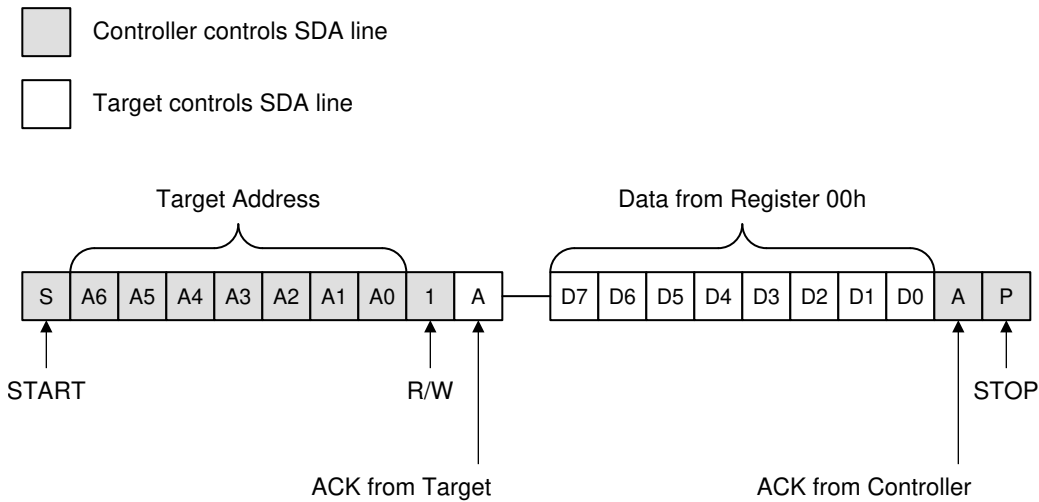 Controller controls SDA line
Target controls SDA line
Target Address
Data from Register 00h
S A6 A5 A4 A3 A2 A1 A0 1 A D7 D6 D5 D4 D3 D2 D1 D0 A P
START R/W STOP
ACK from Target ACK from Controller